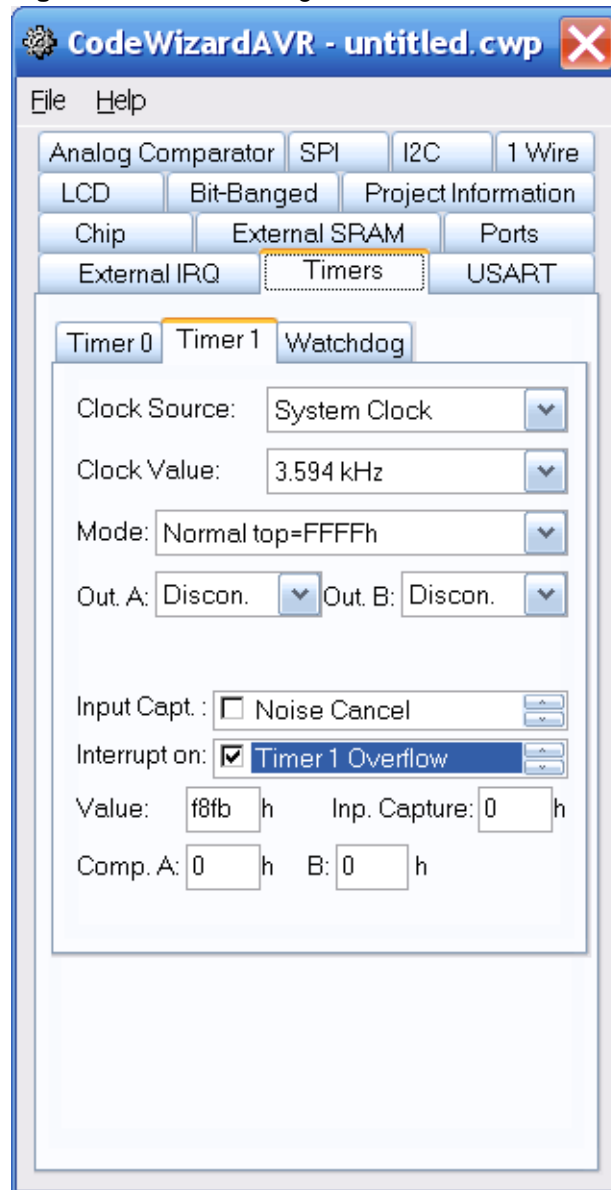 CodeWizardAVR - untitled.cwp
File Help
Analog Comparator SPI I2C 1 Wire
LCD Bit-Banged Project Information
Chip External SRAM Ports
External IRQ Timers USART
Timer 0 Timer 1 Watchdog
Clock Source: System Clock
Clock Value: 3.594 kHz
Mode: Normal top=FFFFh
Out. A: Discon. Out. B: Discon.
Input Capt. : Noise Cancel
Interrupt on: Timer 1 Overflow
Value: f8fb h Inp. Capture: 0 h
Comp. A: 0 h B: 0 h